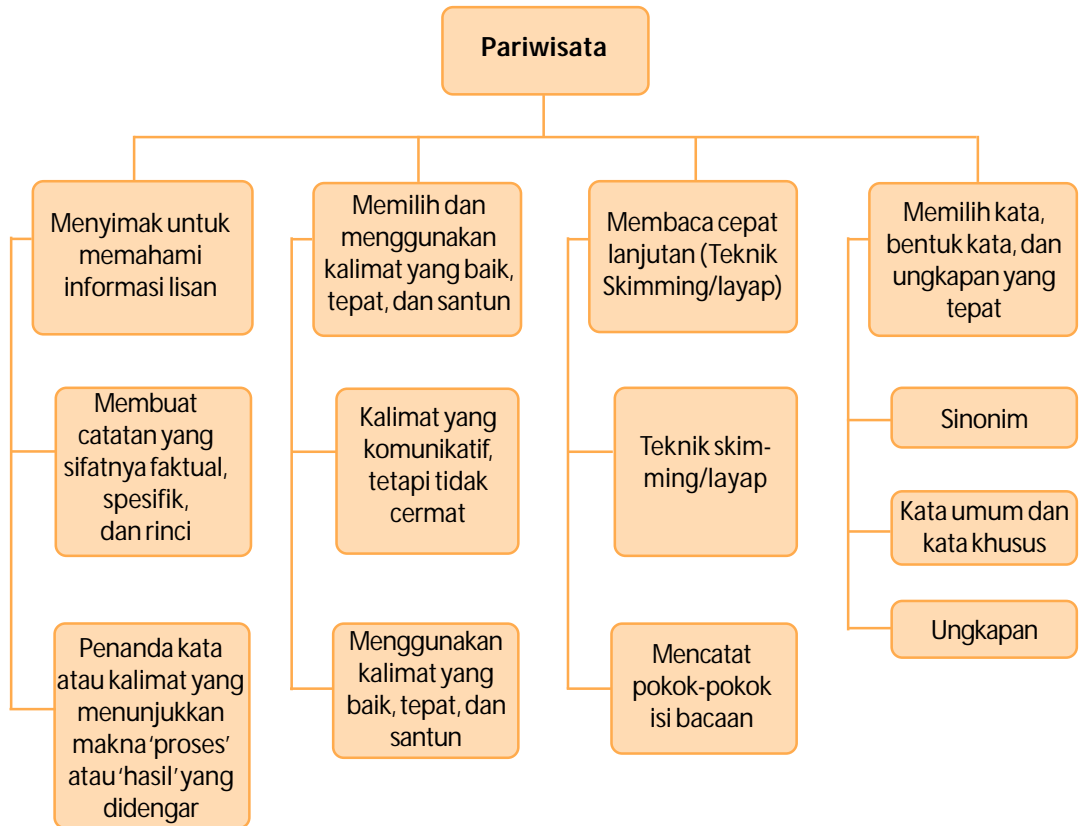 Pariwisata
Menyimak untuk
memahami
informasi lisan
Membuat
catatan yang
sifatnya faktual,
spesifik,
dan rinci
Penanda kata
atau kalimat yang
menunjukkan
makna ‘proses’
atau ‘hasil’ yang
didengar
Memilih dan
menggunakan
kalimat yang baik,
tepat, dan santun
Kalimat yang
komunikatif,
tetapi tidak
cermat
Menggunakan
kalimat yang
baik, tepat, dan
santun
Membaca cepat
lanjutan (Teknik
Skimming/layap)
Teknik skim-
ming/layap
Mencatat
pokok-pokok
isi bacaan
Memilih kata,
bentuk kata, dan
ungkapan yang
tepat
Sinonim
Kata umum dan
kata khusus
Ungkapan